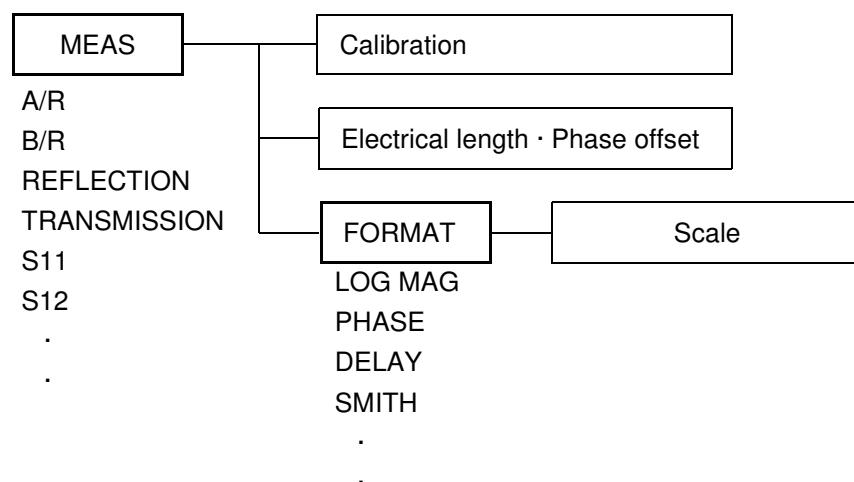 MEAS
Calibration
A/R
B/R
REFLECTION
TRANSMISSION
S11
S12
·
·
Electrical length · Phase offset
FORMAT
Scale
LOG MAG
PHASE
DELAY
SMITH
·
·